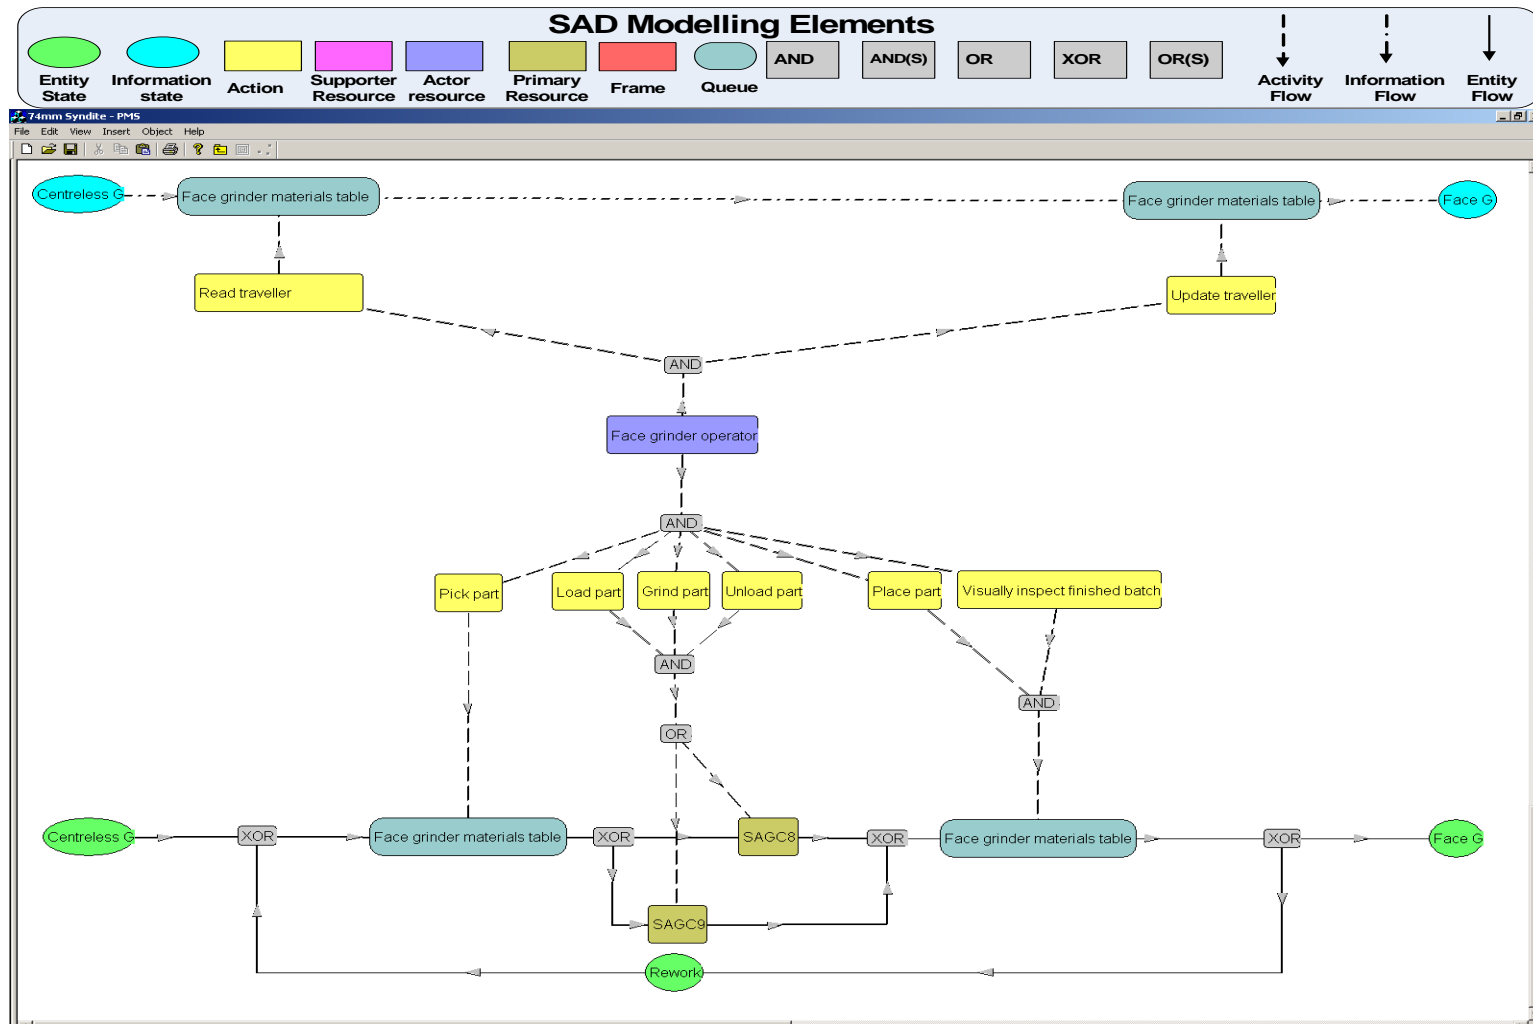 SAD Modelling Elements
AND
AND(S)
OR
XOR
OR(S)
Entity
State
Information
state
Action
Supporter
Resource
Actor
resource
Primary
Resource
Frame
Queue
Activity
Flow
Information
Flow
Entity
Flow
74mm Syndite - PMS
File Edit View Insert Object Help
Centreless G
Face grinder materials table
Face grinder materials table
Face G
Read traveller
Update traveller
AND
Face grinder operator
AND
Pick part
Load part
Grind part
Unload part
Place part
Visually inspect finished batch
AND
AND
OR
Centreless G
XOR
Face grinder materials table
XOR
SAGC8
XOR
Face grinder materials table
XOR
Face G
SAGC9
Rework